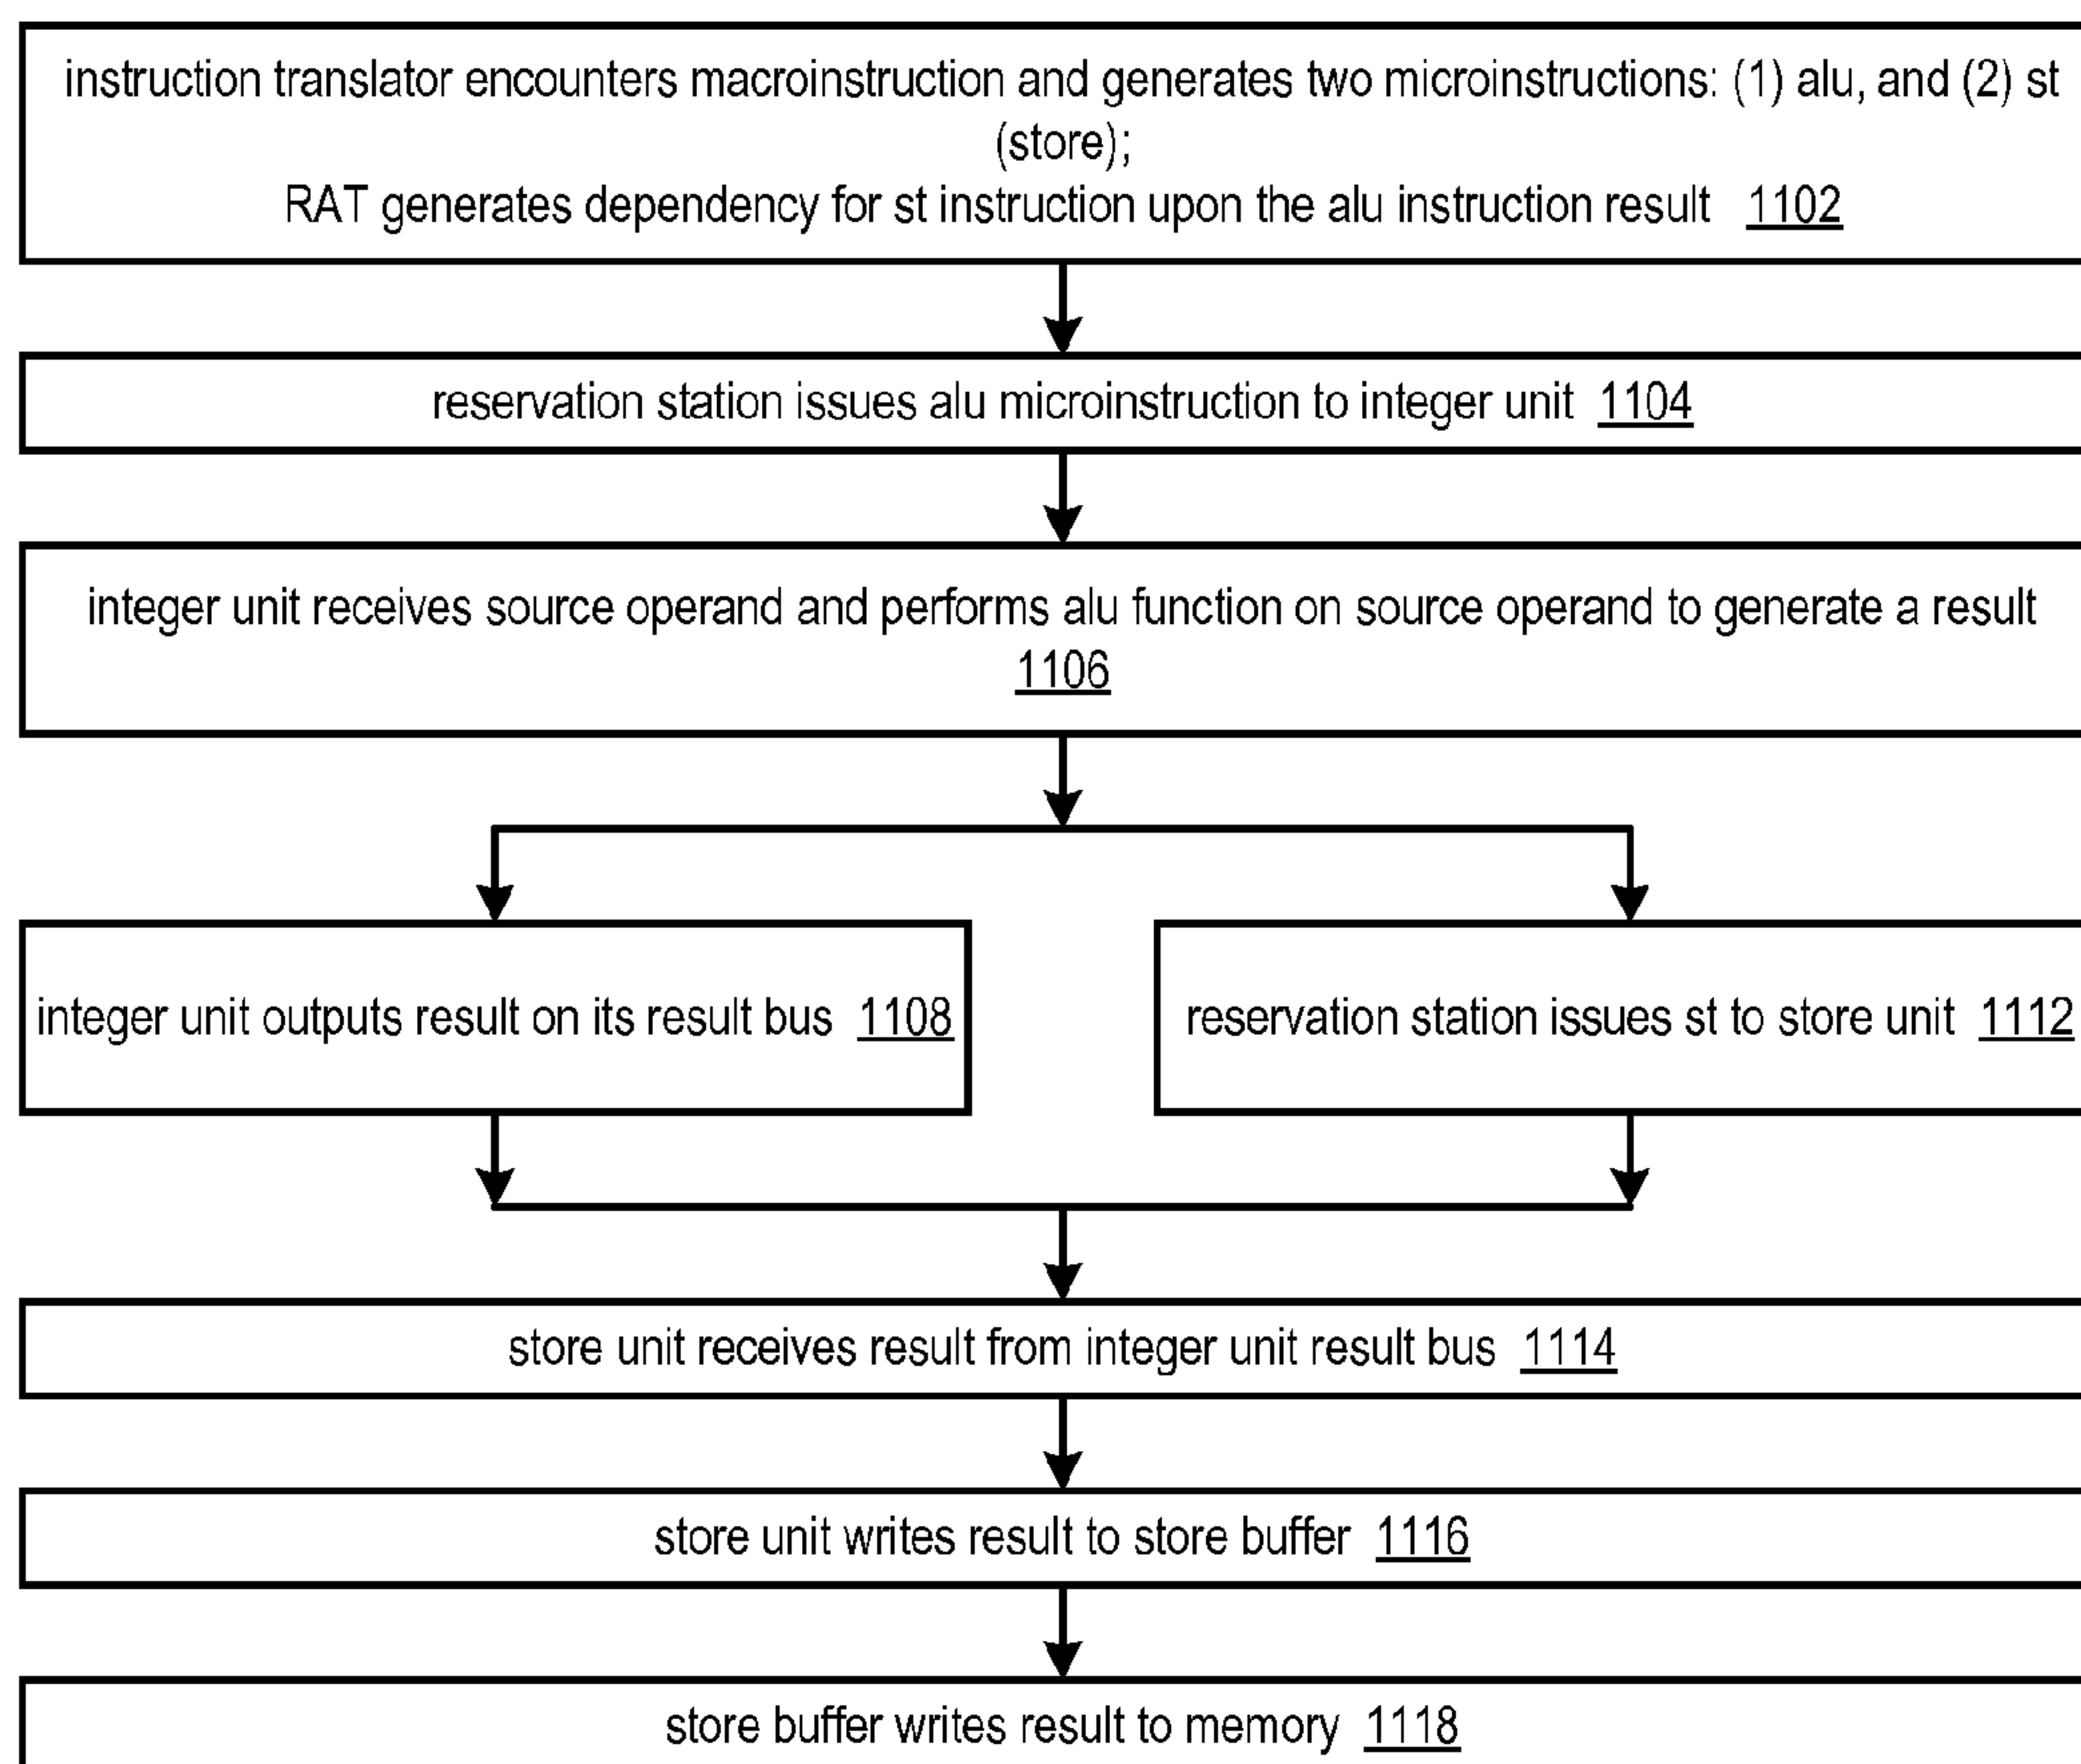 instruction translator encounters macroinstruction and generates two microinstructions: (1) alu, and (2) st
(store);
RAT generates dependency for st instruction upon the alu instruction result 1102
reservation station issues alu microinstruction to integer unit 1104
integer unit receives source operand and performs alu function on source operand to generate a result
1106
integer unit outputs result on its result bus 1108
reservation station issues st to store unit 1112
store unit receives result from integer unit result bus 1114
store unit writes result to store buffer 1116
store buffer writes result to memory 1118